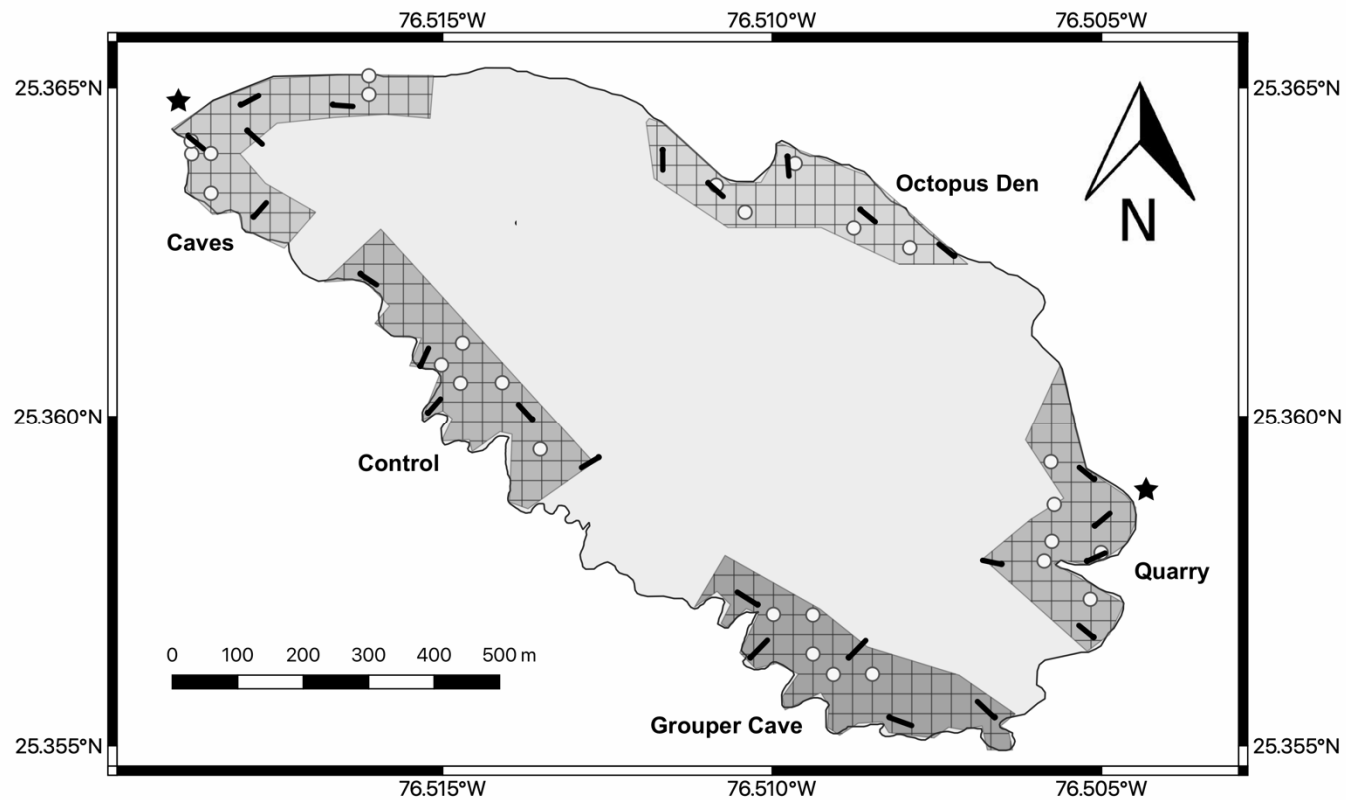 76.515°W 76.510°W 76.505°W
25.365°N 25.365°N
Octopus Den
N
Caves
25.360°N 25.360°N
Control
Quarry
0 100 200 300 400 500 m
Grouper Cave
25.355°N 25.355°N
76.515°W 76.510°W 76.505°W